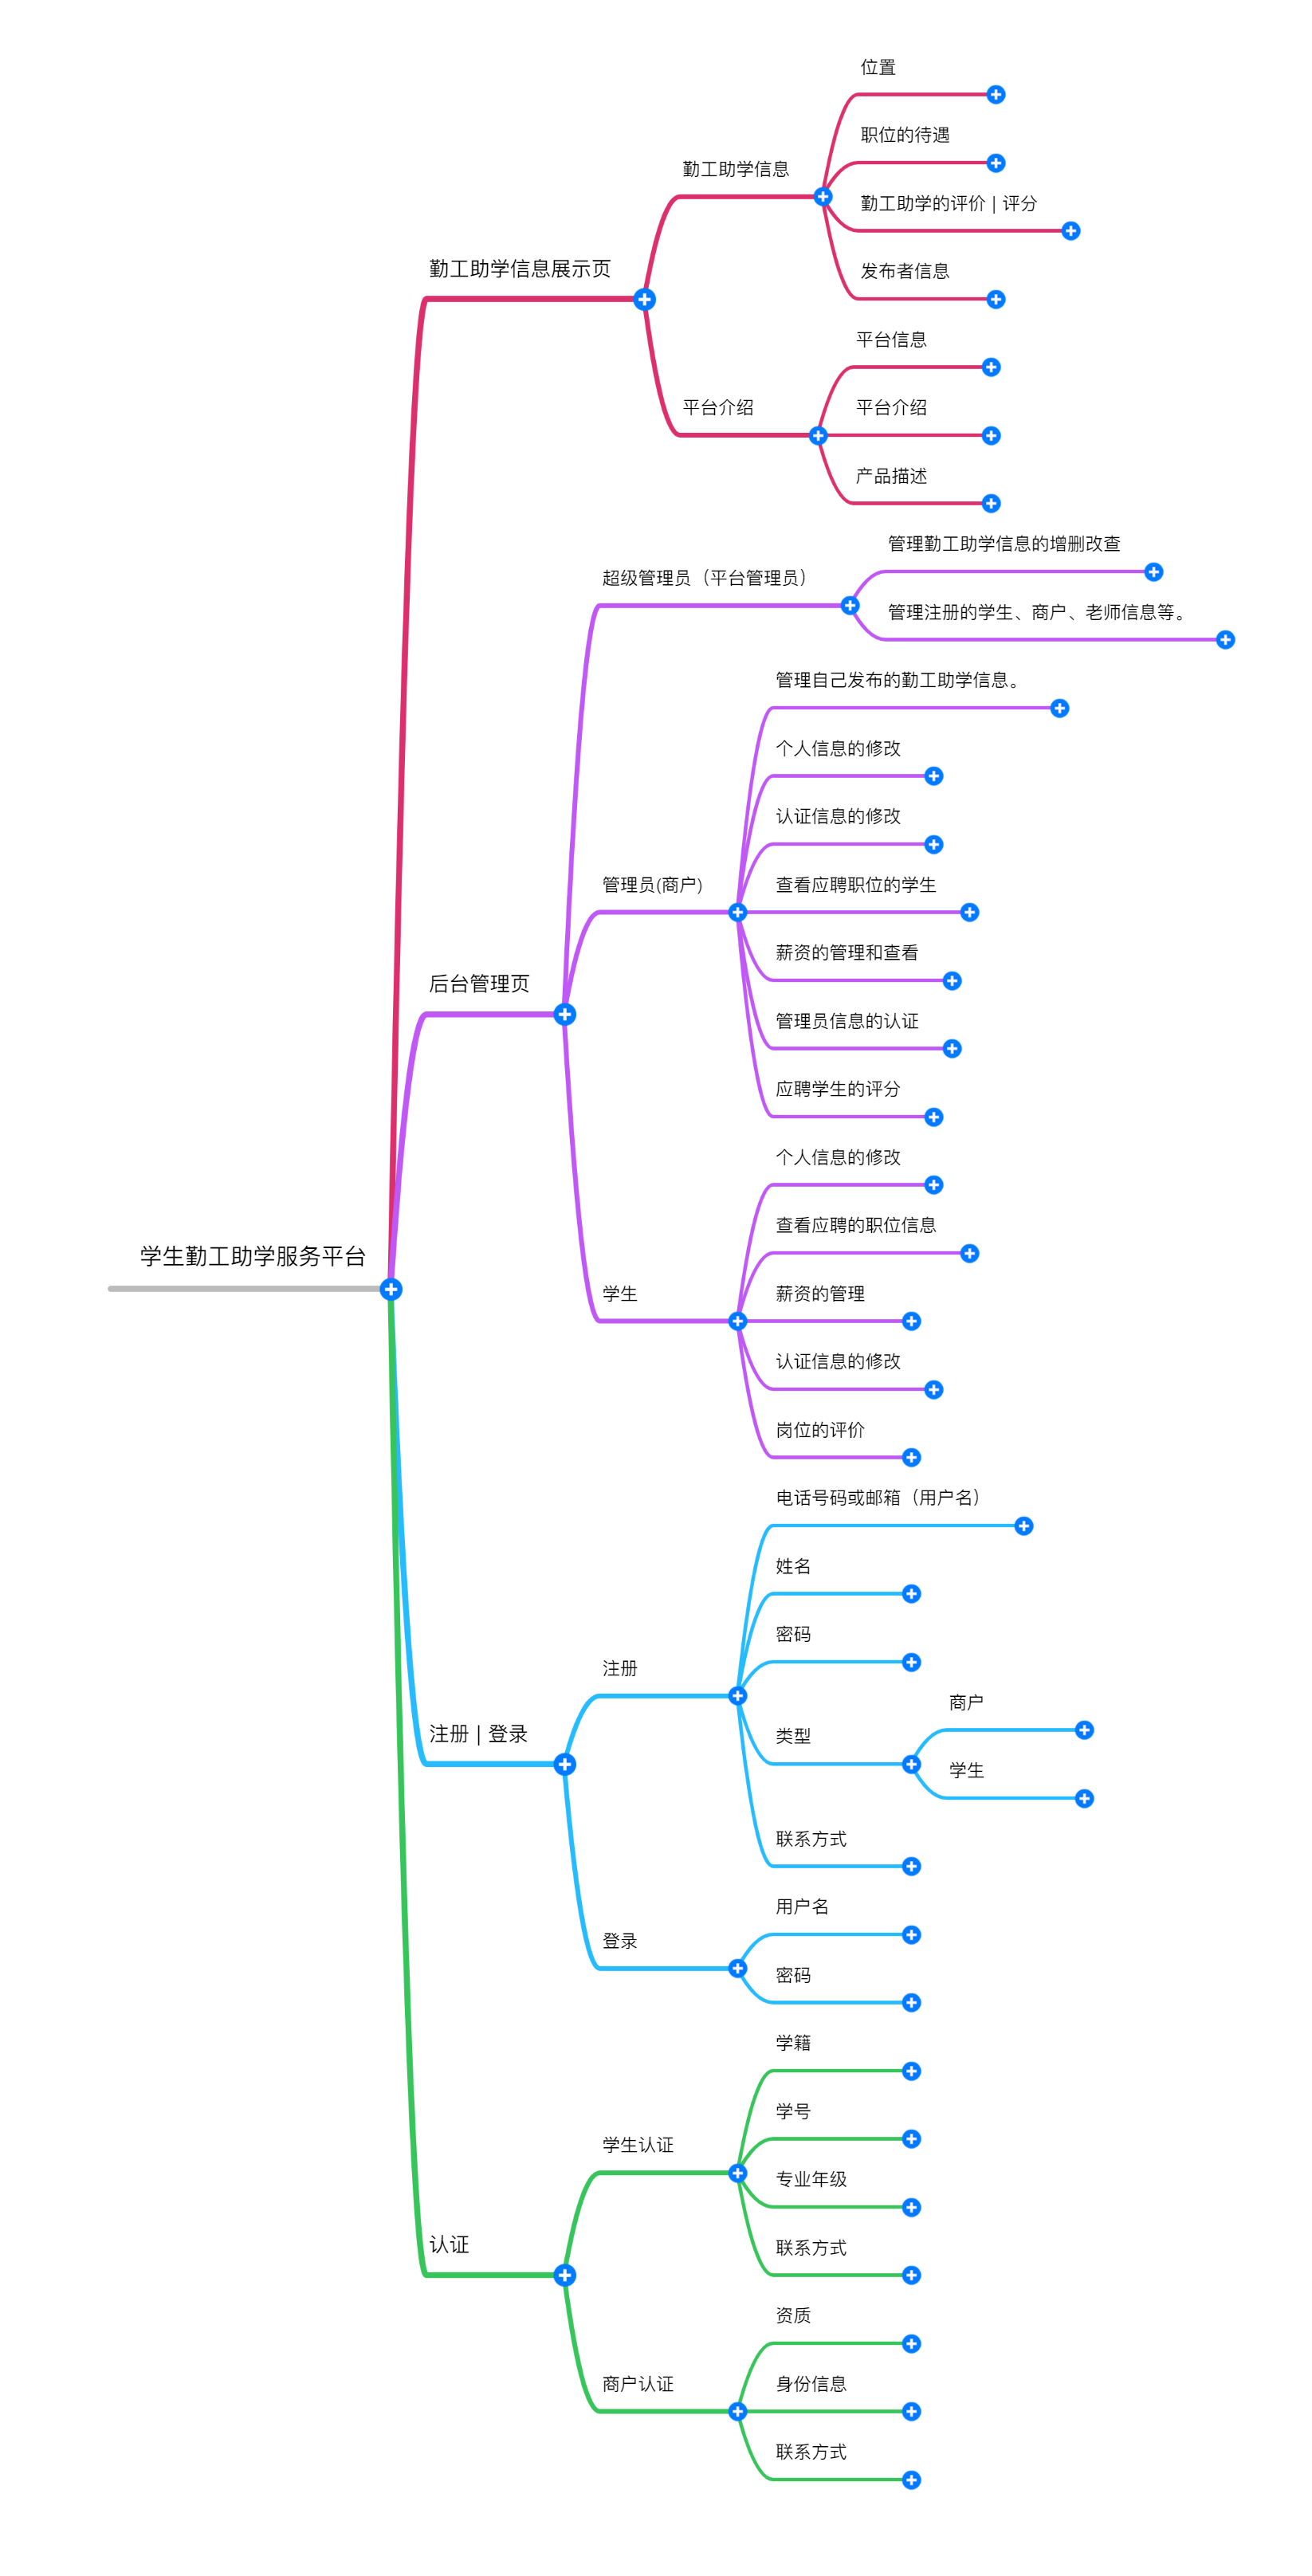 位置
职位的待遇
勤工助学信息
勤工助学的评价 | 评分
勤工助学信息展示页
发布者信息
平台信息
平台介绍
平台介绍
产品描述
管理勤工助学信息的增删改查
超级管理员（平台管理员）
管理注册的学生、商户、老师信息等。
管理自己发布的勤工助学信息。
个人信息的修改
认证信息的修改
管理员(商户)
查看应聘职位的学生
薪资的管理和查看
后台管理页
管理员信息的认证
应聘学生的评分
个人信息的修改
查看应聘的职位信息
学生勤工助学服务平台
学生
薪资的管理
认证信息的修改
岗位的评价
电话号码或邮箱（用户名）
姓名
密码
注册
商户
注册 | 登录
类型
学生
联系方式
用户名
登录
密码
学籍
学号
学生认证
专业年级
认证
联系方式
资质
商户认证
身份信息
联系方式